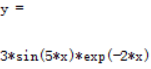 y =
3*sin(5*x)*exp(-2*x)